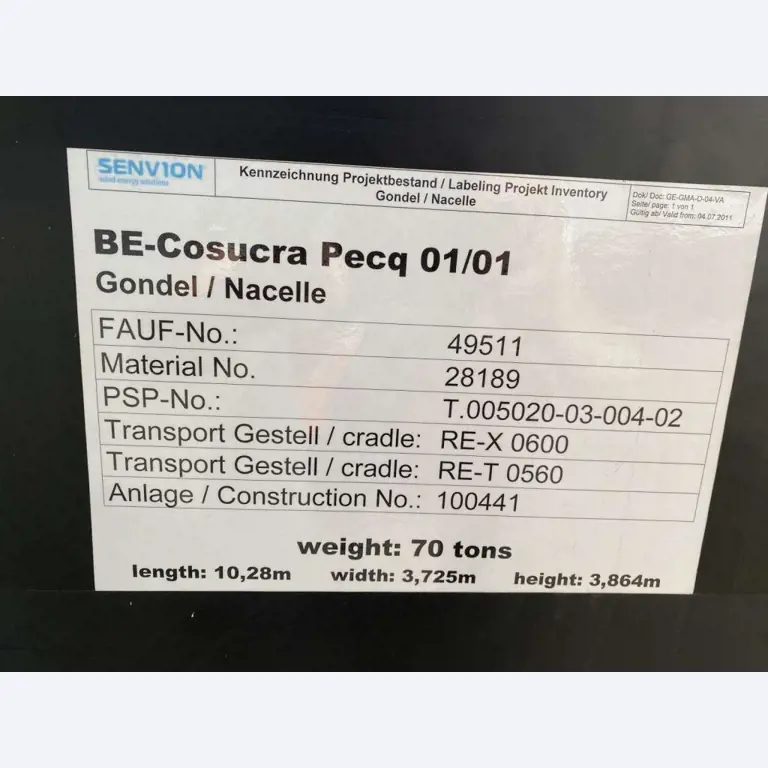 SENVION
wind energy solutions
Kennzeichnung Projektbestand / Labeling Projekt Inventory
Gondel / Nacelle
Dok/ Doc: GE-GMA-D-04-VA
Seite/ page: 1 von 1
Gültig ab/ Valid from: 04.07.2011
BE-Cosucra Pecq 01/01
Gondel / Nacelle
FAUF-No.: 49511
Material No. 28189
PSP-No.: T.005020-03-004-02
Transport Gestell / cradle: RE-X 0600
Transport Gestell / cradle: RE-T 0560
Anlage / Construction No.: 100441
weight: 70 tons
length: 10,28m width: 3,725m height: 3,864m